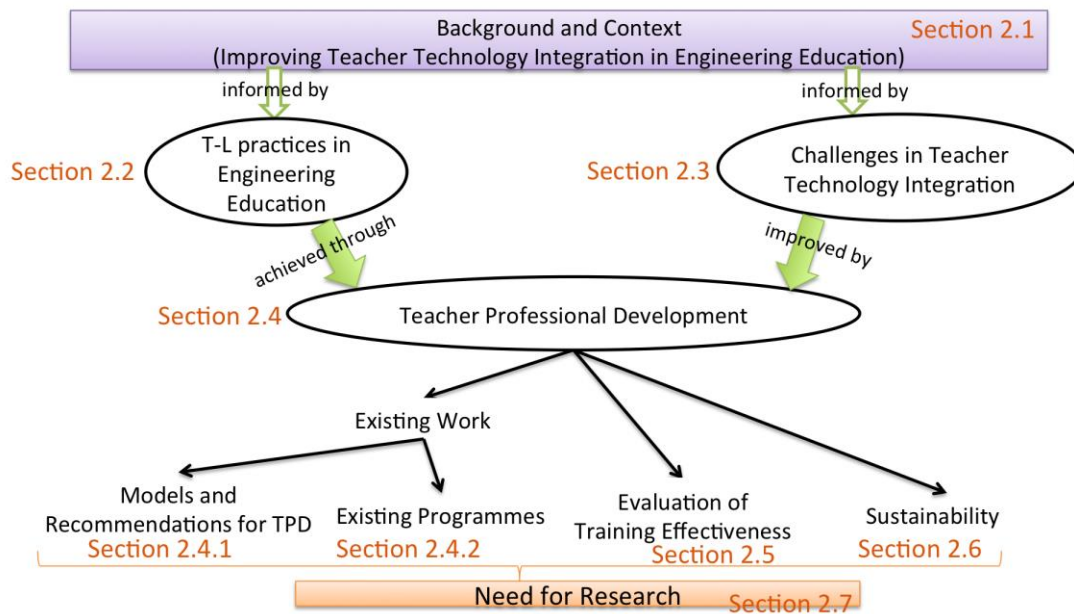 Background and Context
Section 2.1
(Improving Teacher Technology Integration in Engineering Education)
informed by
informed by
Section 2.2
T-L practices in
Engineering
Education
Section 2.3
Challenges in Teacher
Technology Integration
achieved through
improved by
Section 2.4
Teacher Professional Development
Existing Work
Models and
Recommendations for TPD
Section 2.4.1
Existing Programmes
Section 2.4.2
Evaluation of
Training Effectiveness
Section 2.5
Sustainability
Section 2.6
Need for Research
Section 2.7